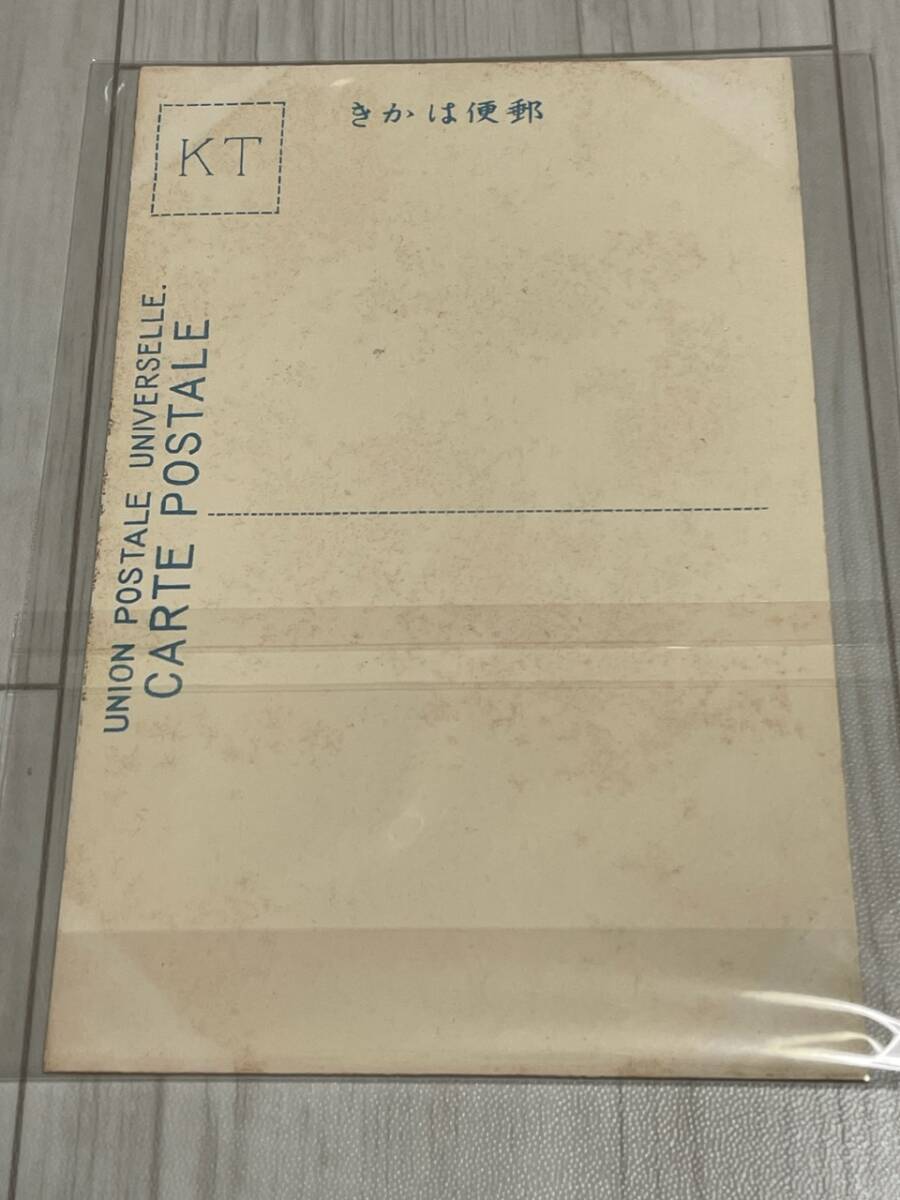 きかは便郵
KT
UNION POSTALE UNIVERSELLE.
CARTE POSTALE